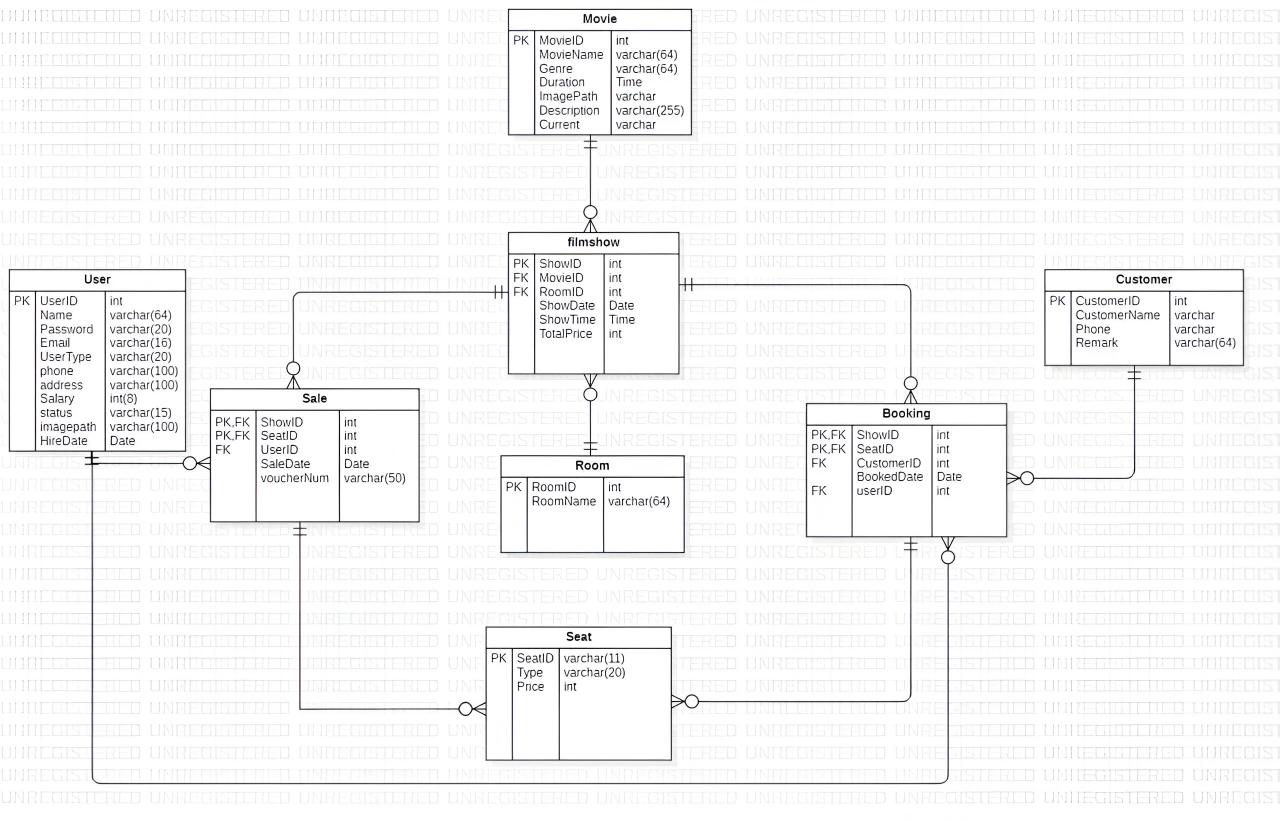 UNREGISTERED
Movie
PK MovieID int
MovieName varchar(64)
Genre varchar(64)
Duration Time
ImagePath varchar
Description varchar(255)
Current varchar
filmshow
PK ShowID int
FK MovieID int
FK RoomID int
ShowDate Date
ShowTime Time
TotalPrice int
User
PK UserID int
Name varchar(64)
Password varchar(20)
Email varchar(16)
UserType varchar(20)
phone varchar(100)
address varchar(100)
Salary int(8)
status varchar(15)
imagepath varchar(100)
HireDate Date
Customer
PK CustomerID int
CustomerName varchar
Phone varchar
Remark varchar(64)
Sale
PK,FK ShowID int
PK,FK SeatID int
FK UserID int
SaleDate Date
voucherNum varchar(50)
Booking
PK,FK ShowID int
PK,FK SeatID int
FK CustomerID int
BookedDate Date
FK userID int
Room
PK RoomID int
RoomName varchar(64)
Seat
PK SeatID varchar(11)
Type varchar(20)
Price int